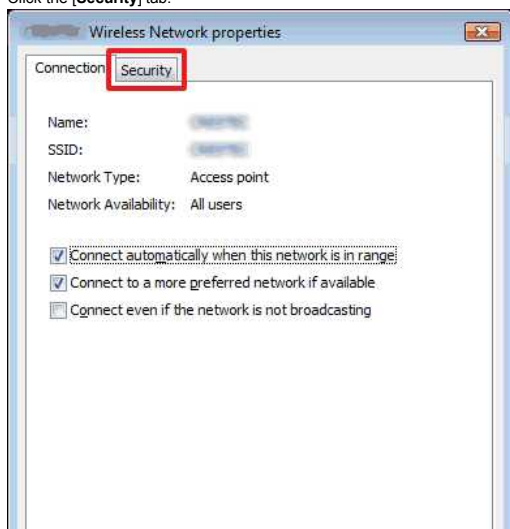 Click the [Security] tab.
Wireless Network properties
Connection Security
Name:
SSID:
Network Type: Access point
Network Availability: All users
Connect automatically when this network is in range
Connect to a more preferred network if available
Connect even if the network is not broadcasting